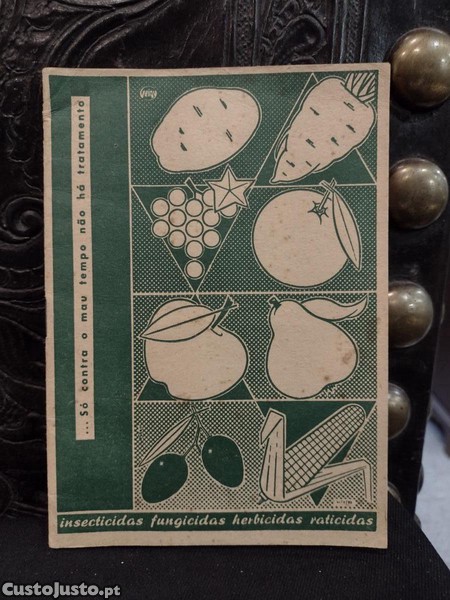 ...Só contra o mau tempo não há tratamento
insecticidas fungicidas herbicidas raticidas
CustoJusto.pt